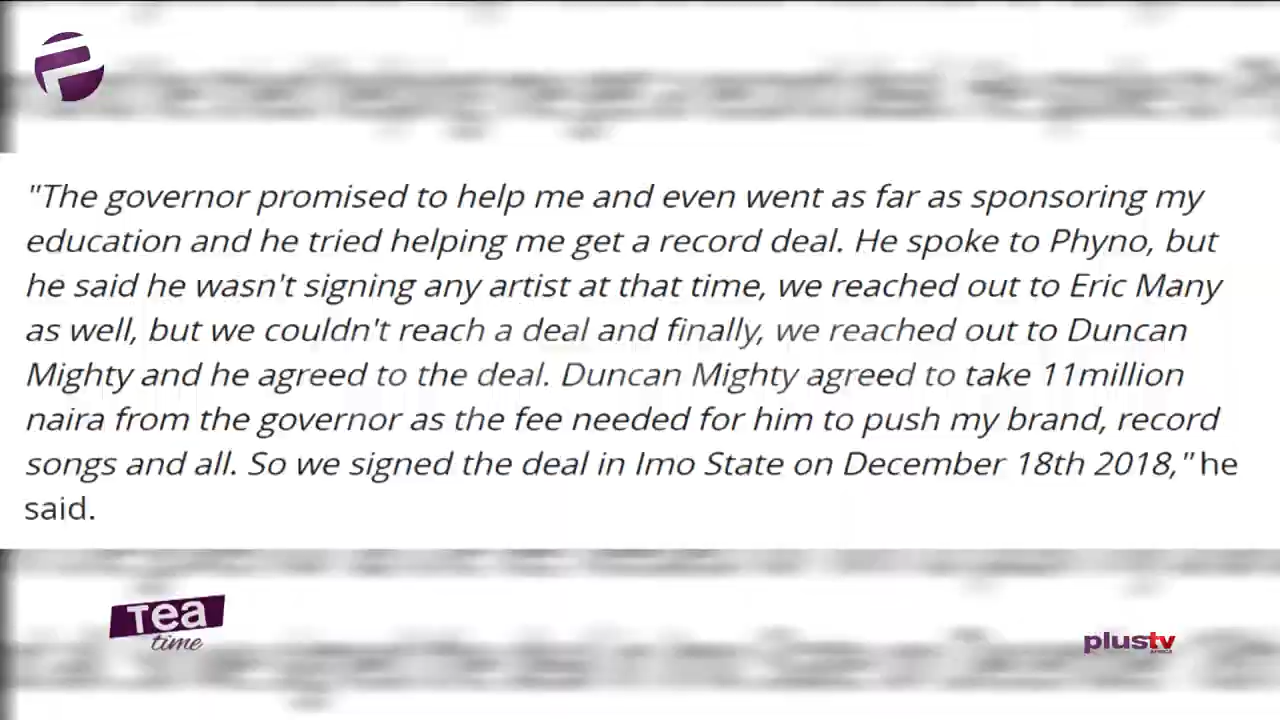 "The governor promised to help me and even went as far as sponsoring my
education and he tried helping me get a record deal. He spoke to Phyno, but
he said he wasn't signing any artist at that time, we reached out to Eric Many
as well, but we couldn't reach a deal and finally, we reached out to Duncan
Mighty and he agreed to the deal. Duncan Mighty agreed to take 11million
naira from the governor as the fee needed for him to push my brand, record
songs and all. So we signed the deal in Imo State on December 18th 2018," he
said.
Tea
time
plustv
AFRICA